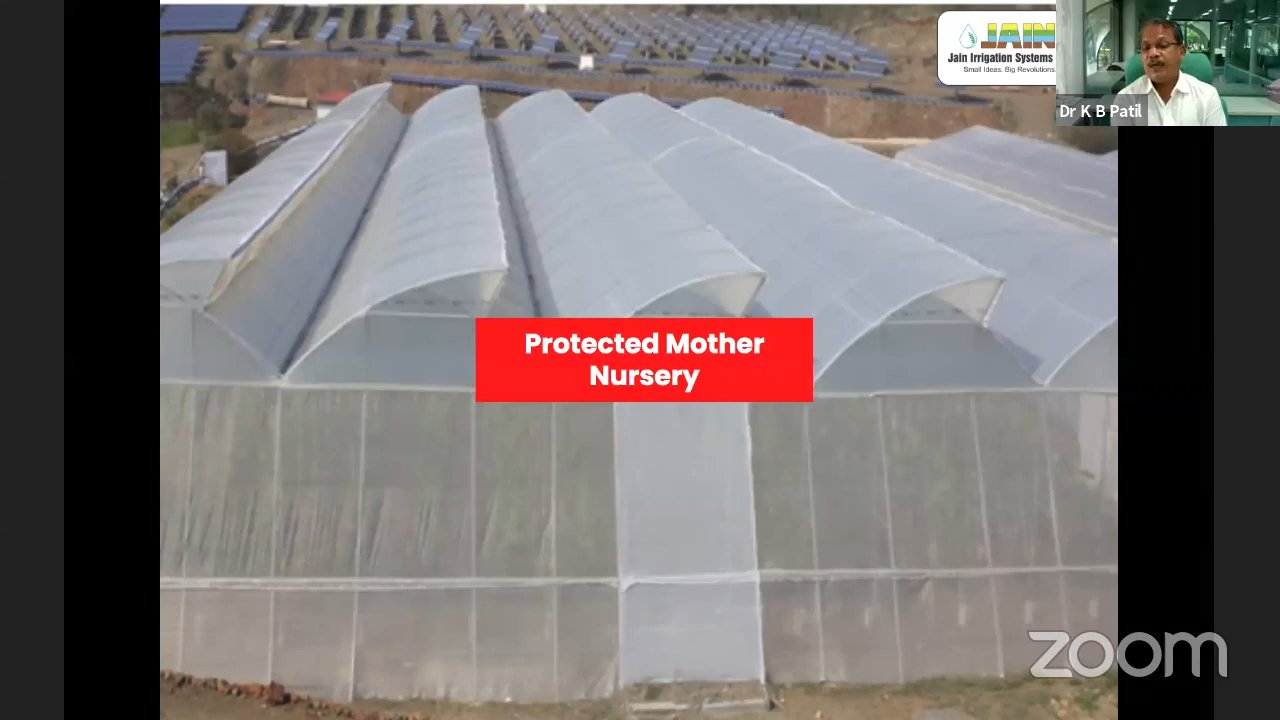 JAIN
Jain Irrigation Systems
Small Ideas. Big Revolutions.
Dr K B Patil
Protected Mother
Nursery
zoom